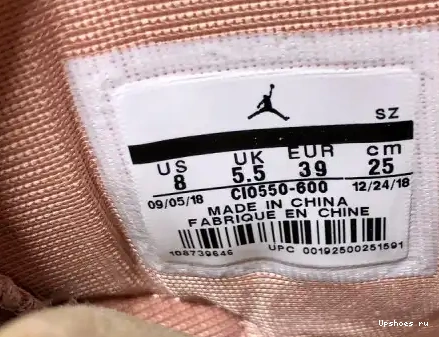 SZ
US UK EUR cm
8 5.5 39 25
09/05/18 CI0550-600 12/24/18
MADE IN CHINA
FABRIQUE EN CHINE
108739646 UPC 00192500251591
Upshoes ru